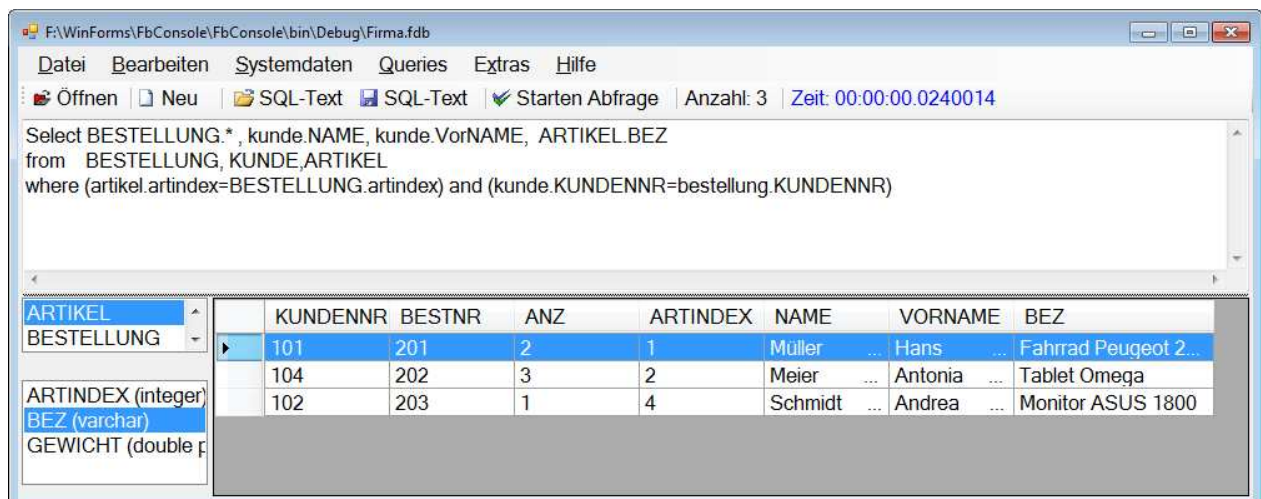 F:\WinForms\FbConsole\FbConsole\bin\Debug\Firma.fdb
Datei Bearbeiten Systemdaten Queries Extras Hilfe
Öffnen Neu SQL-Text SQL-Text Starten Abfrage Anzahl: 3 Zeit: 00:00:00.0240014
Select BESTELLUNG.* , kunde.NAME, kunde.VorNAME, ARTIKEL.BEZ
from BESTELLUNG, KUNDE,ARTIKEL
where (artikel.artindex=BESTELLUNG.artindex) and (kunde.KUNDENNR=bestellung.KUNDENNR)
ARTIKEL
BESTELLUNG
ARTINDEX (integer)
BEZ (varchar)
GEWICHT (double p
KUNDENNR BESTNR ANZ ARTINDEX NAME VORNAME BEZ
101 201 2 1 Müller ... Hans ... Fahrrad Peugeot 2...
104 202 3 2 Meier ... Antonia ... Tablet Omega
102 203 1 4 Schmidt ... Andrea ... Monitor ASUS 1800